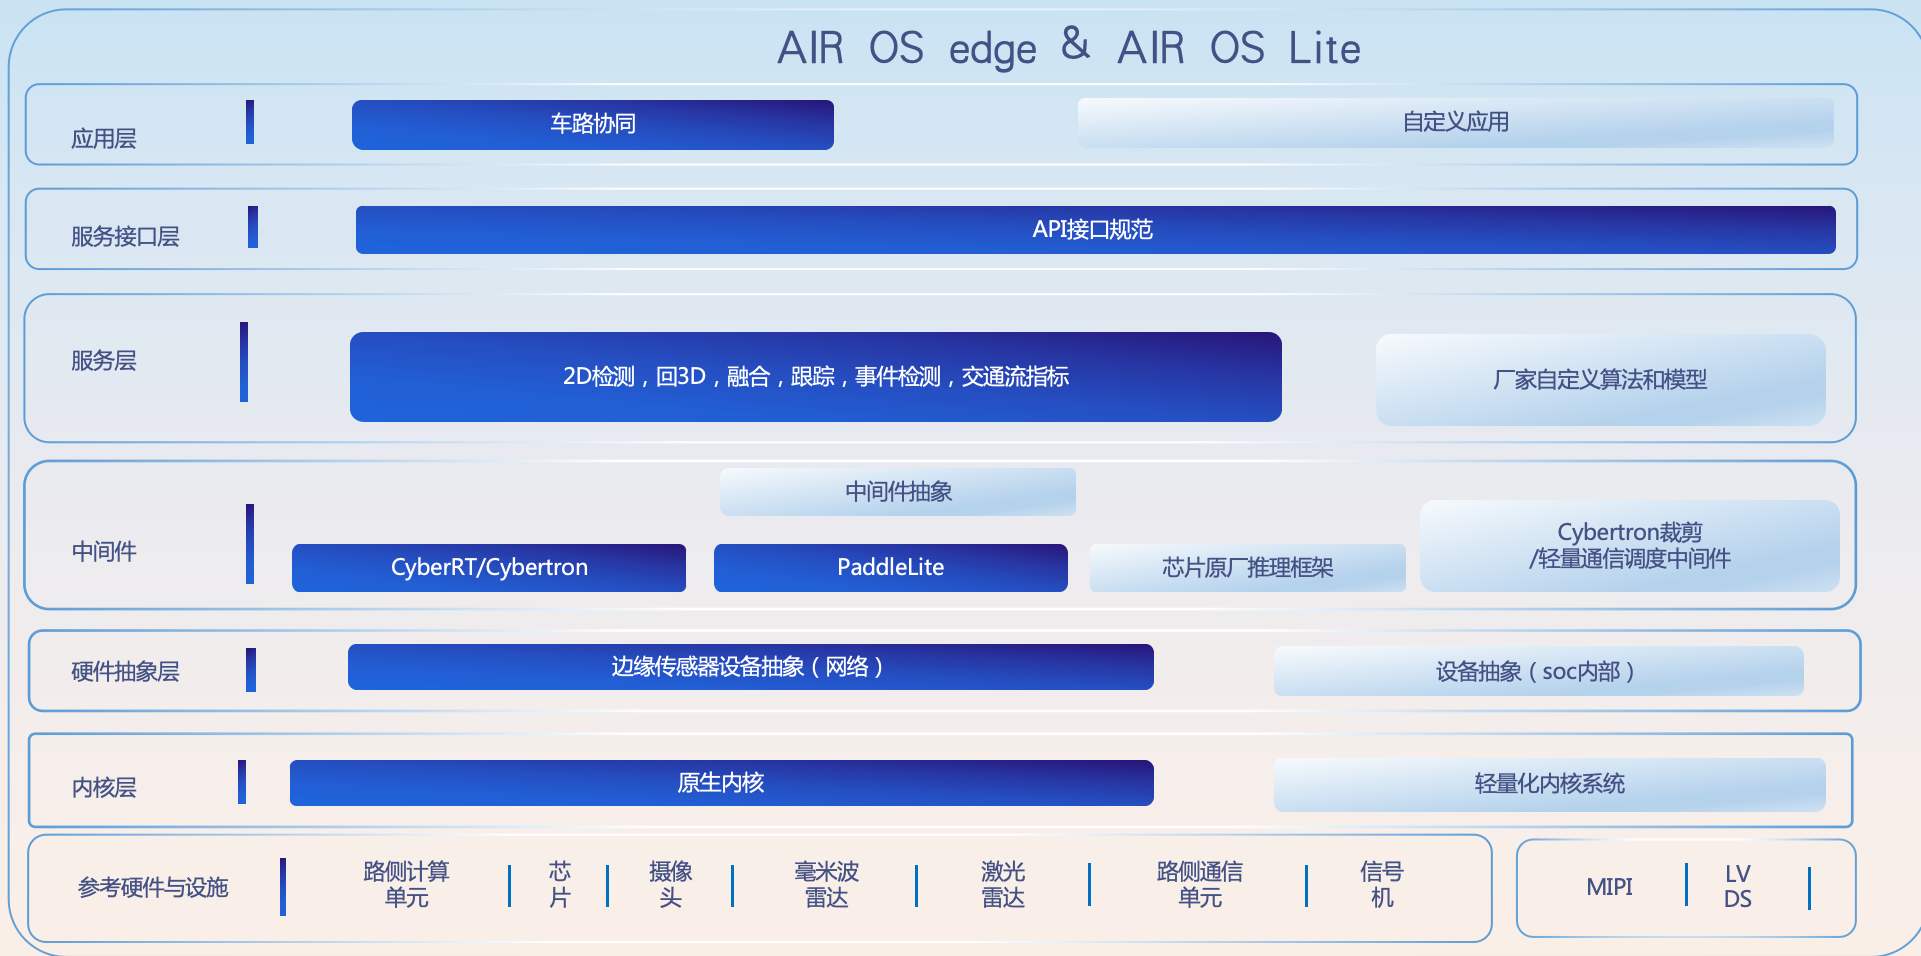 AIR OS edge & AIR OS Lite
应用层
车路协同
自定义应用
服务接口层
API接口规范
服务层
2D检测，回3D，融合，跟踪，事件检测，交通流指标
厂家自定义算法和模型
中间件
中间件抽象
CyberRT/Cybertron
PaddleLite
芯片原厂推理框架
Cybertron裁剪
/轻量通信调度中间件
硬件抽象层
边缘传感器设备抽象（网络）
设备抽象（soc内部）
内核层
原生内核
轻量化内核系统
参考硬件与设施
路侧计算
单元
芯
片
摄像
头
毫米波
雷达
激光
雷达
路侧通信
单元
信号
机
MIPI
LV
DS